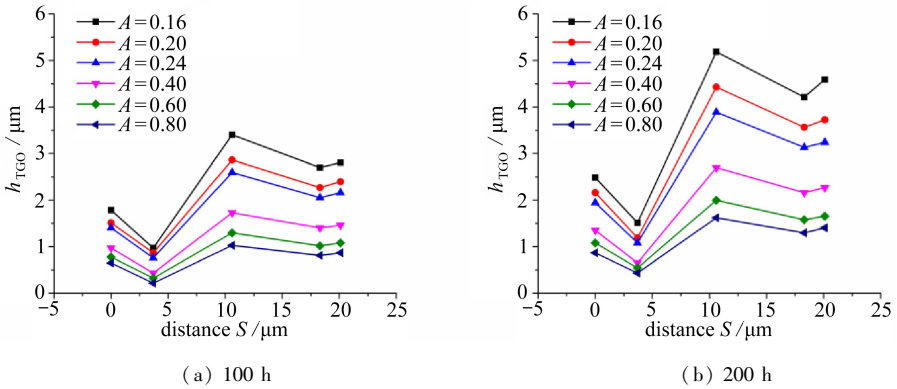 6
5
4
3
2
1
0
h_TGO / μm
A=0.16
A=0.20
A=0.24
A=0.40
A=0.60
A=0.80
−5 0 5 10 15 20 25
distance S /μm
(a) 100 h
6
5
4
3
2
1
0
h_TGO / μm
A=0.16
A=0.20
A=0.24
A=0.40
A=0.60
A=0.80
−5 0 5 10 15 20 25
distance S /μm
(b) 200 h